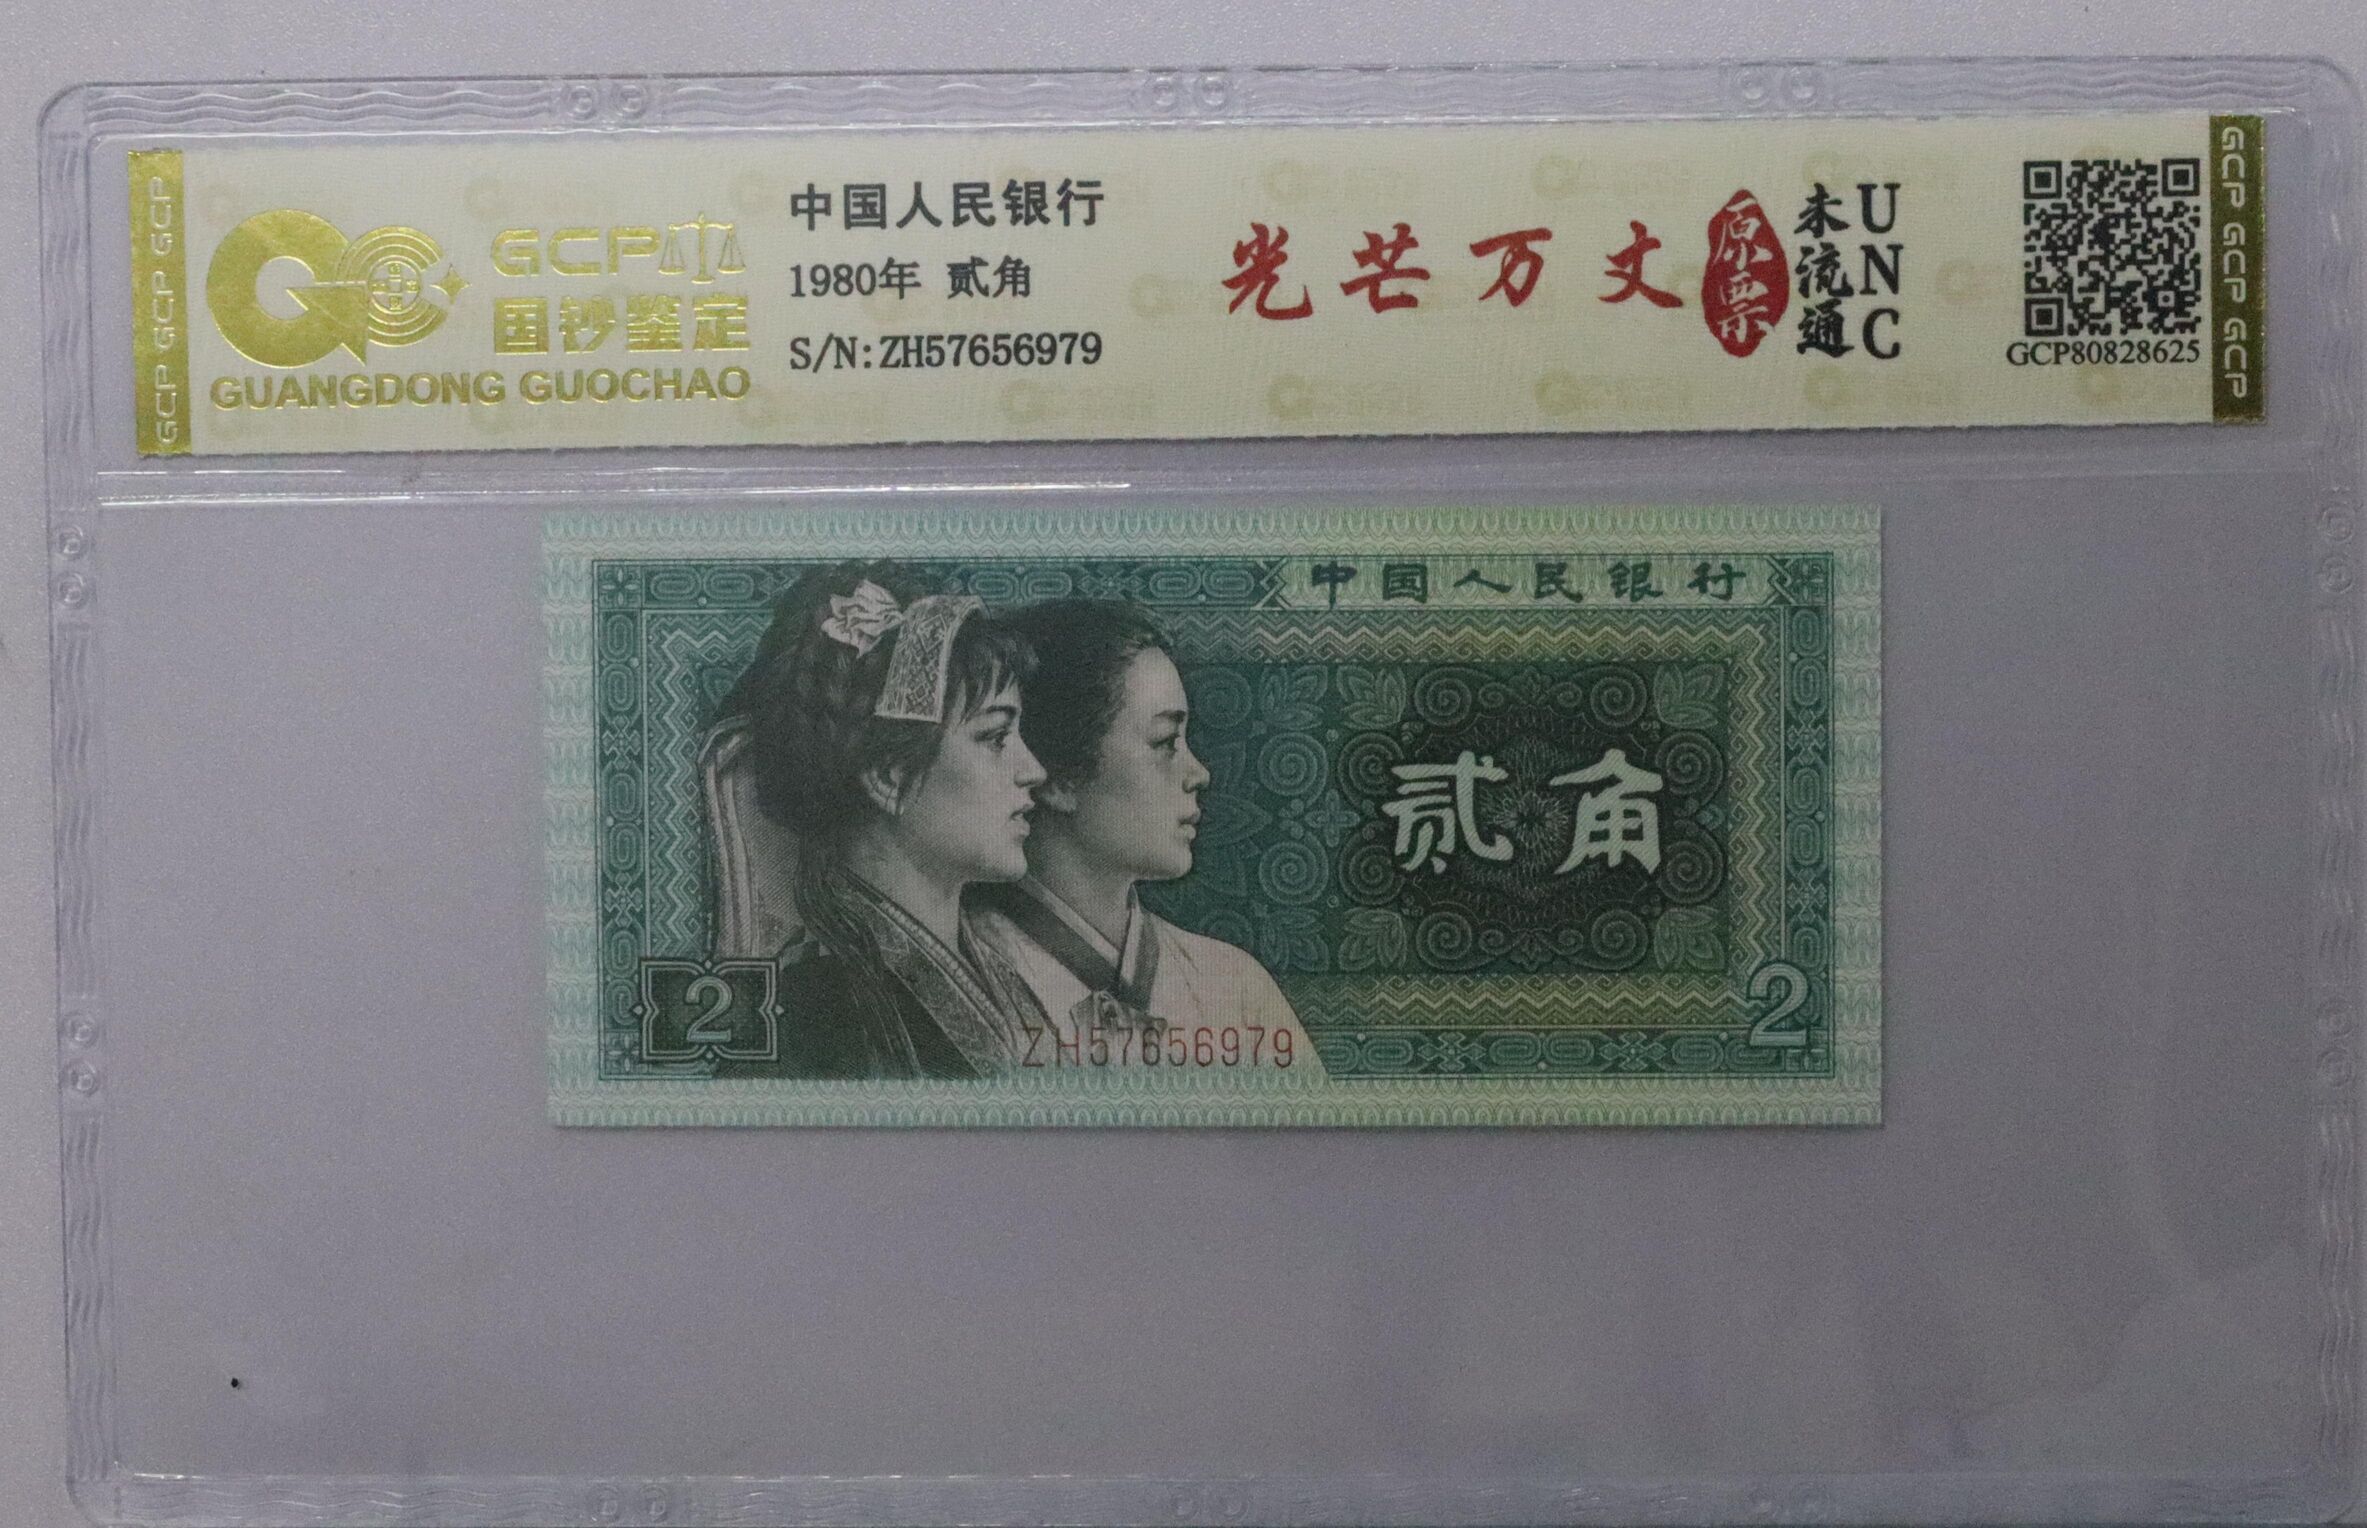 GCP GCP GCP
GCP
国钞鉴定
GUANGDONG GUOCHAO
中国人民银行
1980年 贰角
S/N:ZH57656979
光芒万丈
原票
未流通
UNC
GCP80828625
GCP GCP GCP
中国人民银行
贰角
2
2
ZH57656979